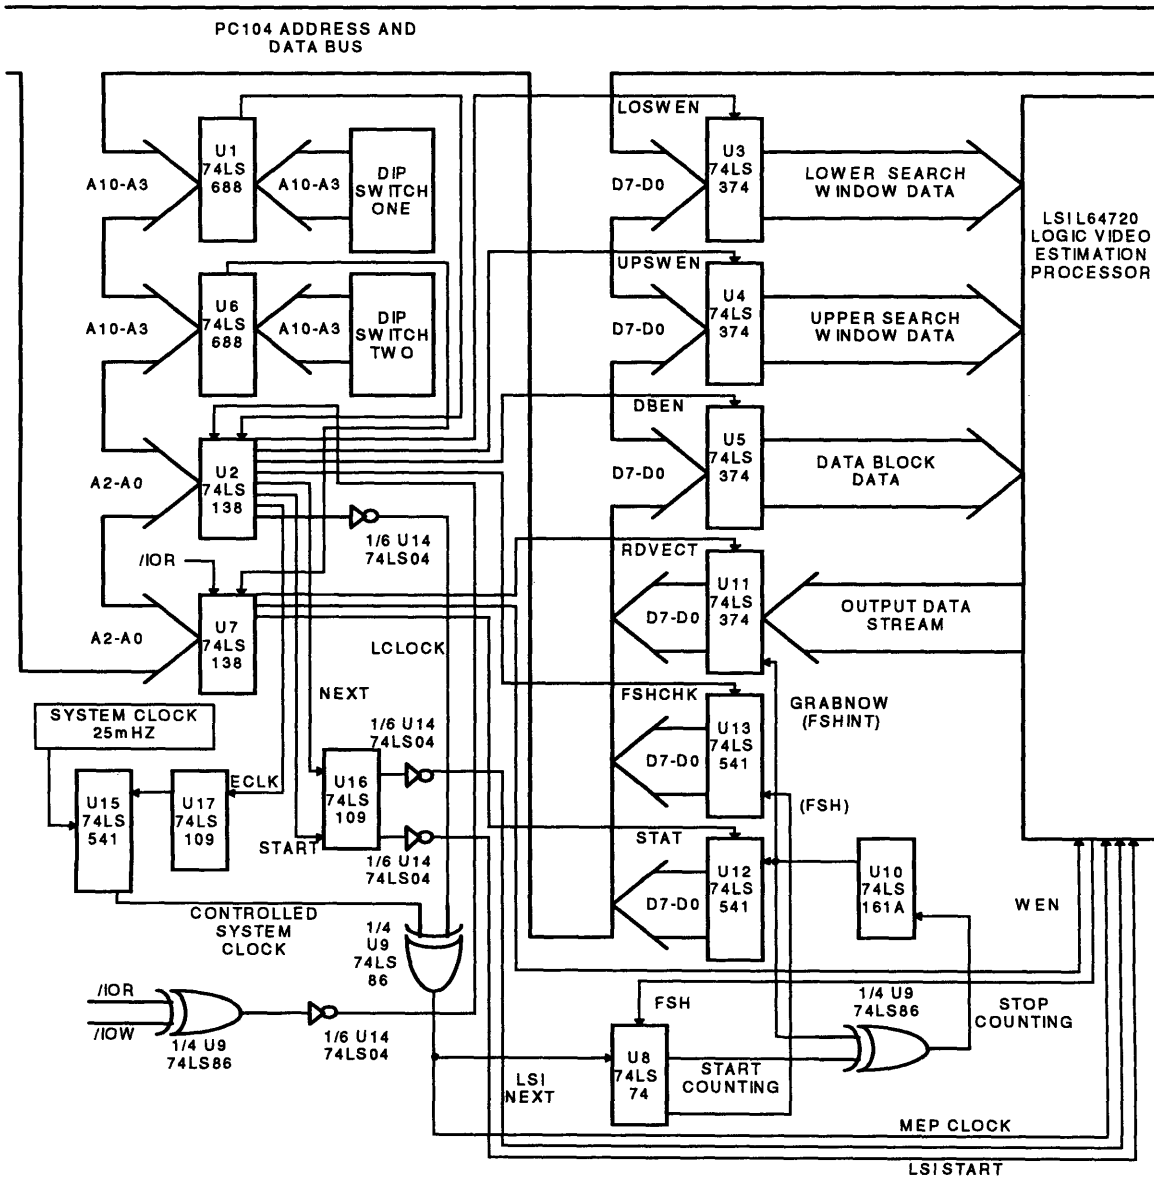 PC104 ADDRESS AND
DATA BUS
LOSWEN
U1
74LS
688
A10-A3
A10-A3
DIP
SWITCH
ONE
D7-D0
U3
74LS
374
LOWER SEARCH
WINDOW DATA
LSI L64720
LOGIC VIDEO
ESTIMATION
PROCESSOR
UPSWEN
U6
74LS
688
A10-A3
A10-A3
DIP
SWITCH
TWO
D7-D0
U4
74LS
374
UPPER SEARCH
WINDOW DATA
DBEN
U2
74LS
138
A2-A0
D7-D0
U5
74LS
374
DATA BLOCK
DATA
1/6 U14
74LS04
/IOR
RDVECT
U7
74LS
138
A2-A0
LCLOCK
D7-D0
U11
74LS
374
OUTPUT DATA
STREAM
NEXT
FSHCHK
GRABNOW
(FSHINT)
SYSTEM CLOCK
25mHZ
1/6 U14
74LS04
D7-D0
U13
74LS
541
(FSH)
U15
74LS
541
U17
74LS
109
ECLK
U16
74LS
109
START
1/6 U14
74LS04
STAT
U12
74LS
541
D7-D0
U10
74LS
161A
WEN
CONTROLLED
SYSTEM
CLOCK
1/4
U9
74LS
86
/IOR
/IOW
1/4 U9
74LS86
1/6 U14
74LS04
FSH
1/4 U9
74LS86
STOP
COUNTING
U8
74LS
74
START
COUNTING
LSI
NEXT
MEP CLOCK
LSISTART